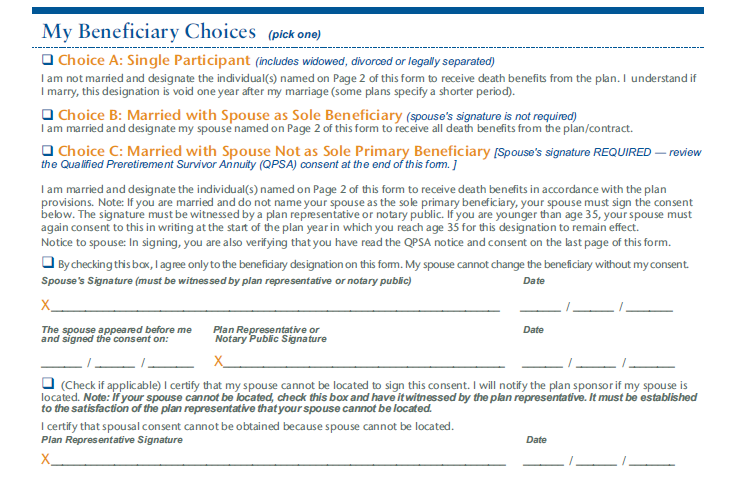 My Beneficiary Choices (pick one)
❑ Choice A: Single Participant (includes widowed, divorced or legally separated)
I am not married and designate the individual(s) named on Page 2 of this form to receive death benefits from the plan. I understand if
I marry, this designation is void one year after my marriage (some plans specify a shorter period).
❑ Choice B: Married with Spouse as Sole Beneficiary (spouse's signature is not required)
I am married and designate my spouse named on Page 2 of this form to receive all death benefits from the plan/contract.
❑ Choice C: Married with Spouse Not as Sole Primary Beneficiary [Spouse's signature REQUIRED — review
the Qualified Preretirement Survivor Annuity (QPSA) consent at the end of this form. ]
I am married and designate the individual(s) named on Page 2 of this form to receive death benefits in accordance with the plan
provisions. Note: If you are married and do not name your spouse as the sole primary beneficiary, your spouse must sign the consent
below. The signature must be witnessed by a plan representative or notary public. If you are younger than age 35, your spouse must
again consent to this in writing at the start of the plan year in which you reach age 35 for this designation to remain effect.
Notice to spouse: In signing, you are also verifying that you have read the QPSA notice and consent on the last page of this form.
❑ By checking this box, I agree only to the beneficiary designation on this form. My spouse cannot change the beneficiary without my consent.
Spouse's Signature (must be witnessed by plan representative or notary public) Date
X / /
The spouse appeared before me Plan Representative or Date
and signed the consent on: Notary Public Signature
/ / X / /
❑ (Check if applicable) I certify that my spouse cannot be located to sign this consent. I will notify the plan sponsor if my spouse is
located. Note: If your spouse cannot be located, check this box and have it witnessed by the plan representative. It must be established
to the satisfaction of the plan representative that your spouse cannot be located.
I certify that spousal consent cannot be obtained because spouse cannot be located.
Plan Representative Signature Date
X / /